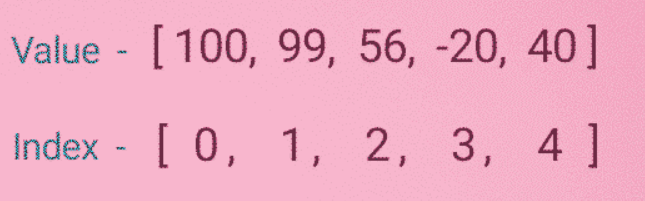 Value - [ 100, 99, 56, -20, 40 ]
Index - [ 0, 1, 2, 3, 4 ]